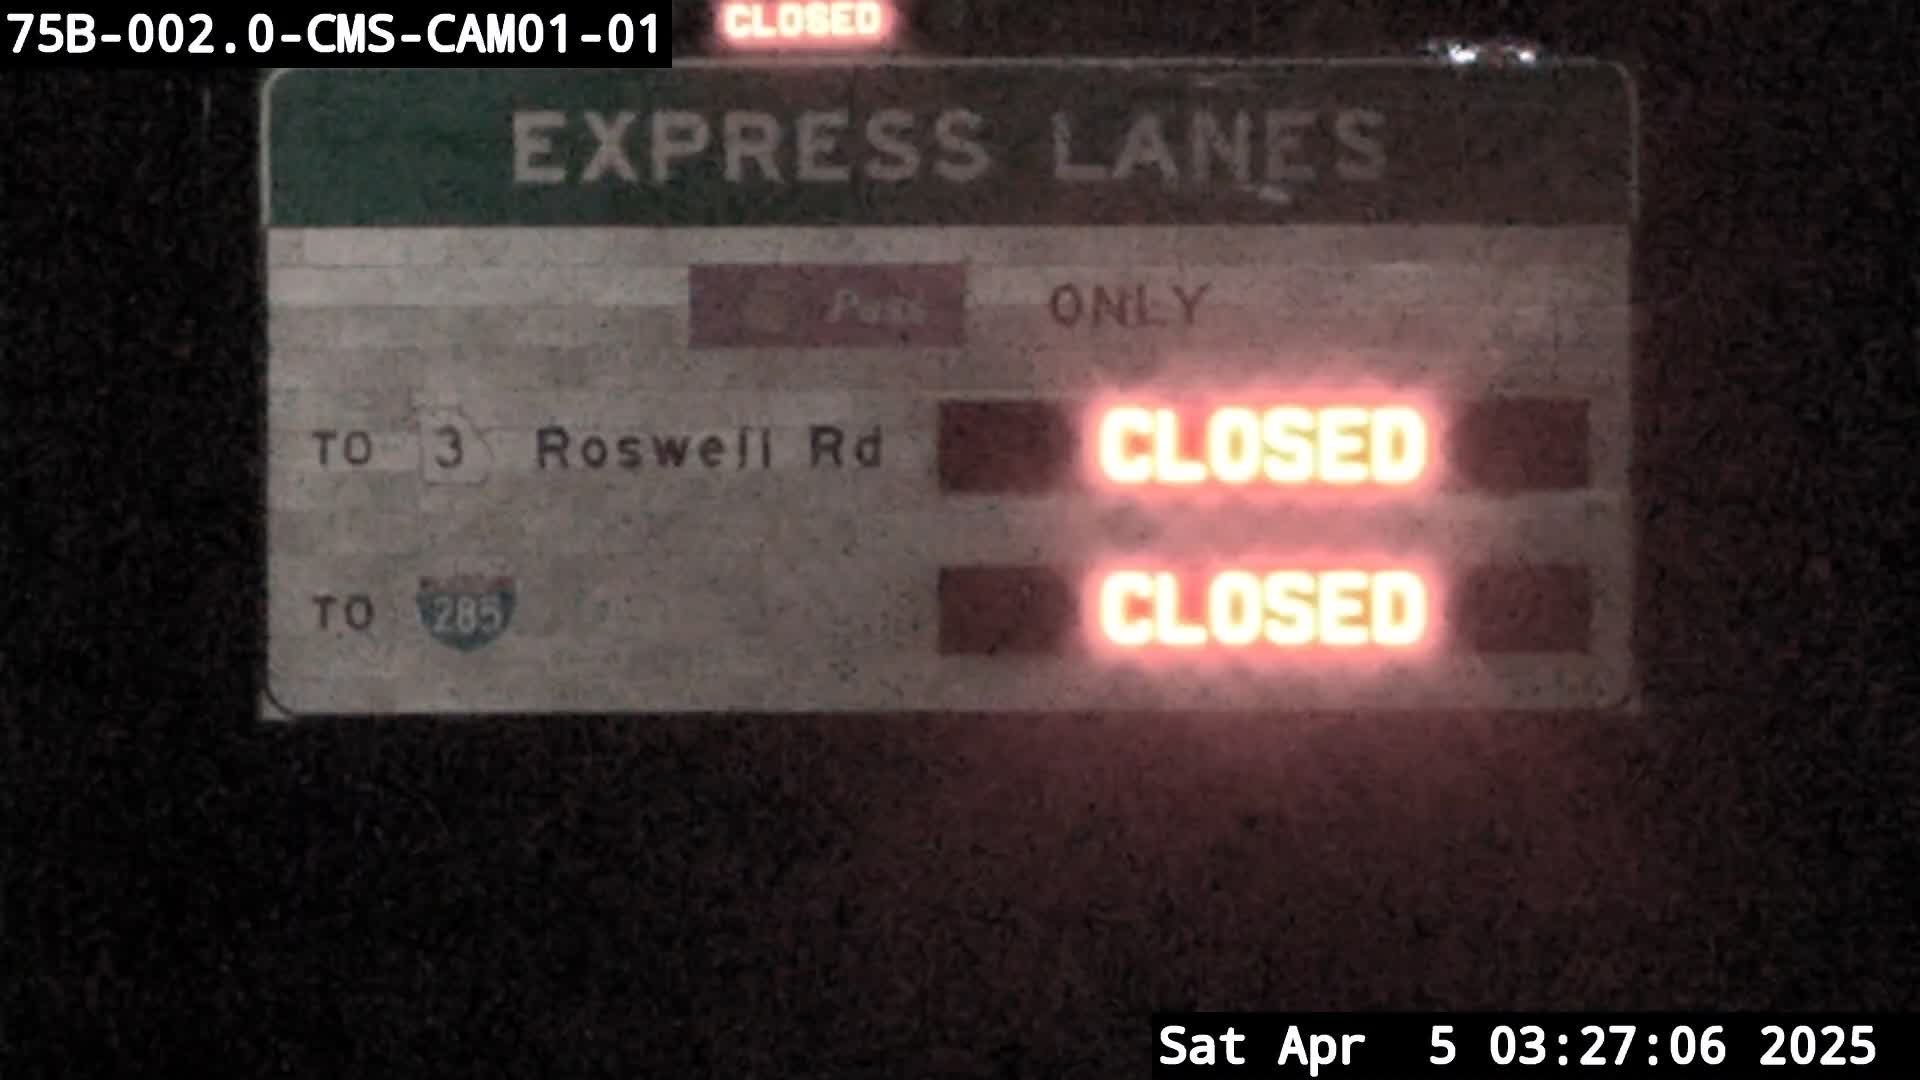 75B-002.0-CMS-CAM01-01
CLOSED
EXPRESS LANES
Pass ONLY
TO 3 Roswell Rd CLOSED
TO 285 CLOSED
Sat Apr 5 03:27:06 2025